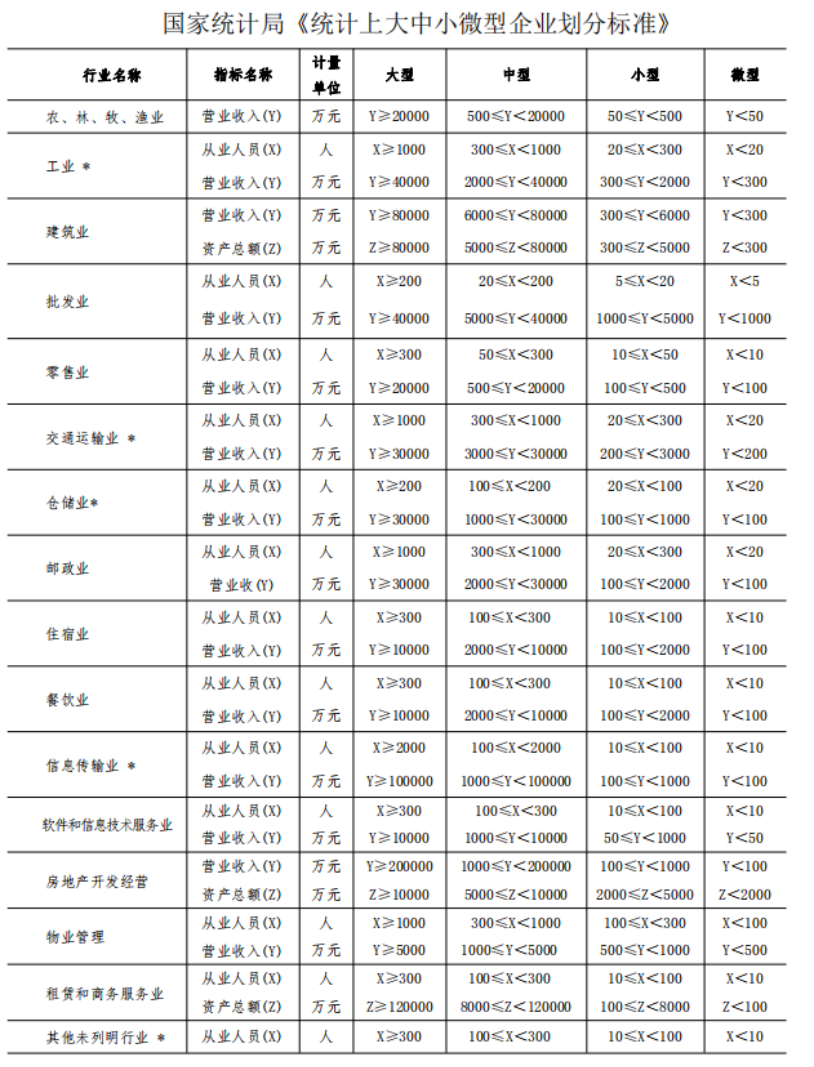 国家统计局《统计上大中小微型企业划分标准》
行业名称 指标名称 计量单位 大型 中型 小型 微型
农、林、牧、渔业 营业收入(Y) 万元 Y≥20000 500≤Y<20000 50≤Y<500 Y<50
工业 * 从业人员(X) 人 X≥1000 300≤X<1000 20≤X<300 X<20
营业收入(Y) 万元 Y≥40000 2000≤Y<40000 300≤Y<2000 Y<300
建筑业 营业收入(Y) 万元 Y≥80000 6000≤Y<80000 300≤Y<6000 Y<300
资产总额(Z) 万元 Z≥80000 5000≤Z<80000 300≤Z<5000 Z<300
批发业 从业人员(X) 人 X≥200 20≤X<200 5≤X<20 X<5
营业收入(Y) 万元 Y≥40000 5000≤Y<40000 1000≤Y<5000 Y<1000
零售业 从业人员(X) 人 X≥300 50≤X<300 10≤X<50 X<10
营业收入(Y) 万元 Y≥20000 500≤Y<20000 100≤Y<500 Y<100
交通运输业 * 从业人员(X) 人 X≥1000 300≤X<1000 20≤X<300 X<20
营业收入(Y) 万元 Y≥30000 3000≤Y<30000 200≤Y<3000 Y<200
仓储业* 从业人员(X) 人 X≥200 100≤X<200 20≤X<100 X<20
营业收入(Y) 万元 Y≥30000 1000≤Y<30000 100≤Y<1000 Y<100
邮政业 从业人员(X) 人 X≥1000 300≤X<1000 20≤X<300 X<20
营业收(Y) 万元 Y≥30000 2000≤Y<30000 100≤Y<2000 Y<100
住宿业 从业人员(X) 人 X≥300 100≤X<300 10≤X<100 X<10
营业收入(Y) 万元 Y≥10000 2000≤Y<10000 100≤Y<2000 Y<100
餐饮业 从业人员(X) 人 X≥300 100≤X<300 10≤X<100 X<10
营业收入(Y) 万元 Y≥10000 2000≤Y<10000 100≤Y<2000 Y<100
信息传输业 * 从业人员(X) 人 X≥2000 100≤X<2000 10≤X<100 X<10
营业收入(Y) 万元 Y≥100000 1000≤Y<100000 100≤Y<1000 Y<100
软件和信息技术服务业 从业人员(X) 人 X≥300 100≤X<300 10≤X<100 X<10
营业收入(Y) 万元 Y≥10000 1000≤Y<10000 50≤Y<1000 Y<50
房地产开发经营 营业收入(Y) 万元 Y≥200000 1000≤Y<200000 100≤Y<1000 Y<100
资产总额(Z) 万元 Z≥10000 5000≤Z<10000 2000≤Z<5000 Z<2000
物业管理 从业人员(X) 人 X≥1000 300≤X<1000 100≤X<300 X<100
营业收入(Y) 万元 Y≥5000 1000≤Y<5000 500≤Y<1000 Y<500
租赁和商务服务业 从业人员(X) 人 X≥300 100≤X<300 10≤X<100 X<10
资产总额(Z) 万元 Z≥120000 8000≤Z<120000 100≤Z<8000 Z<100
其他未列明行业 * 从业人员(X) 人 X≥300 100≤X<300 10≤X<100 X<10